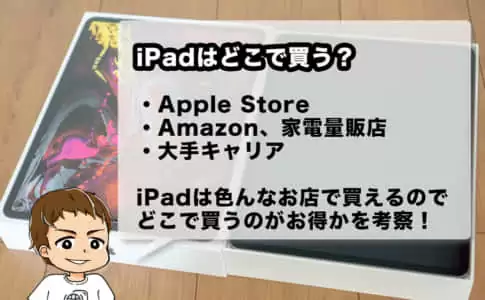 iPadはどこで買う?
・Apple Store
・Amazon、家電量販店
・大手キャリア
iPadは色んなお店で買えるので
どこで買うのがお得かを考察!